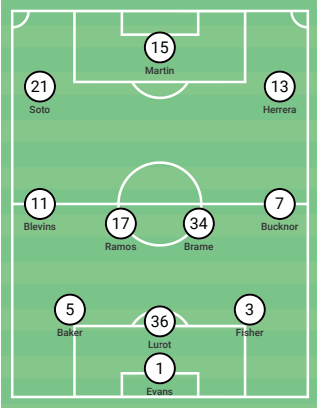 15
Martin
21
Soto
13
Herrera
11
Blevins
7
Bucknor
17
Ramos
34
Brame
5
Baker
3
Fisher
36
Lurot
1
Evans